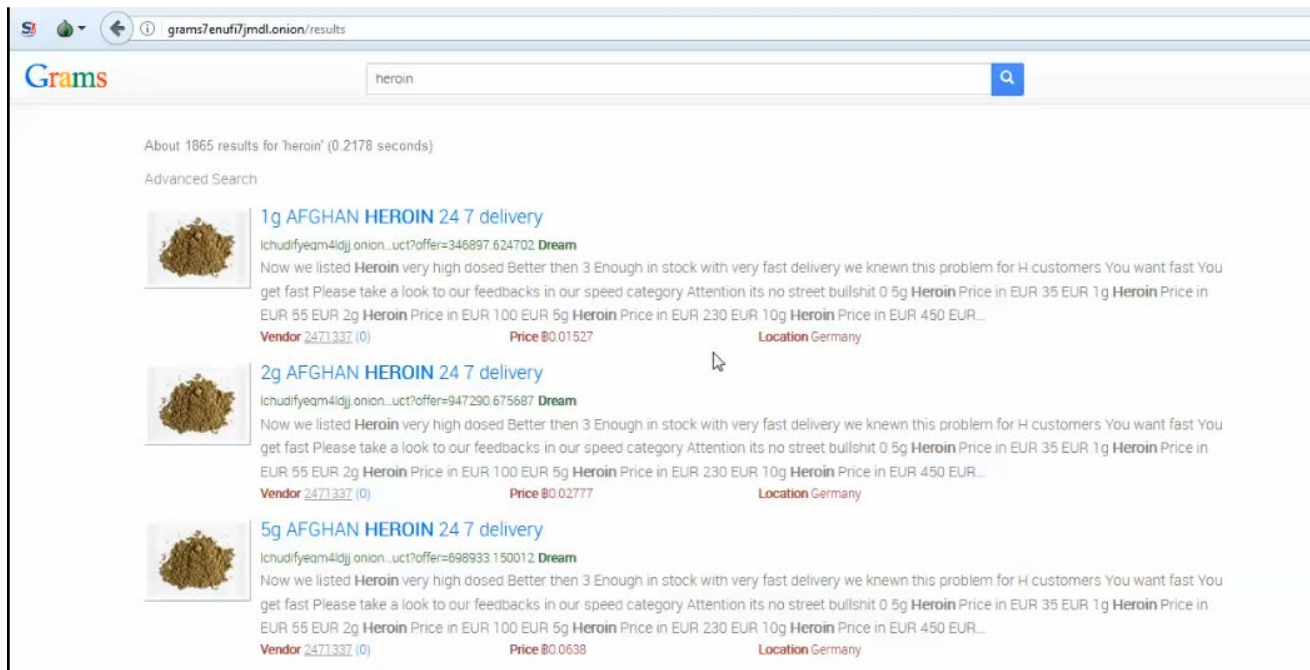 grams7enufi7jmdl.onion/results
Grams
heroin
About 1865 results for 'heroin' (0.2178 seconds)
Advanced Search
1g AFGHAN HEROIN 24 7 delivery
lchudifyeqm4ldjj.onion...uct?offer=346897.624702 Dream
Now we listed Heroin very high dosed Better then 3 Enough in stock with very fast delivery we knewn this problem for H customers You want fast You
get fast Please take a look to our feedbacks in our speed category Attention its no street bullshit 0 5g Heroin Price in EUR 35 EUR 1g Heroin Price in
EUR 55 EUR 2g Heroin Price in EUR 100 EUR 5g Heroin Price in EUR 230 EUR 10g Heroin Price in EUR 450 EUR...
Vendor 2471337 (0) Price ฿0.01527 Location Germany
2g AFGHAN HEROIN 24 7 delivery
lchudifyeqm4ldjj.onion...uct?offer=947290.675687 Dream
Now we listed Heroin very high dosed Better then 3 Enough in stock with very fast delivery we knewn this problem for H customers You want fast You
get fast Please take a look to our feedbacks in our speed category Attention its no street bullshit 0 5g Heroin Price in EUR 35 EUR 1g Heroin Price in
EUR 55 EUR 2g Heroin Price in EUR 100 EUR 5g Heroin Price in EUR 230 EUR 10g Heroin Price in EUR 450 EUR...
Vendor 2471337 (0) Price ฿0.02777 Location Germany
5g AFGHAN HEROIN 24 7 delivery
lchudifyeqm4ldjj.onion...uct?offer=698933.150012 Dream
Now we listed Heroin very high dosed Better then 3 Enough in stock with very fast delivery we knewn this problem for H customers You want fast You
get fast Please take a look to our feedbacks in our speed category Attention its no street bullshit 0 5g Heroin Price in EUR 35 EUR 1g Heroin Price in
EUR 55 EUR 2g Heroin Price in EUR 100 EUR 5g Heroin Price in EUR 230 EUR 10g Heroin Price in EUR 450 EUR...
Vendor 2471337 (0) Price ฿0.0638 Location Germany